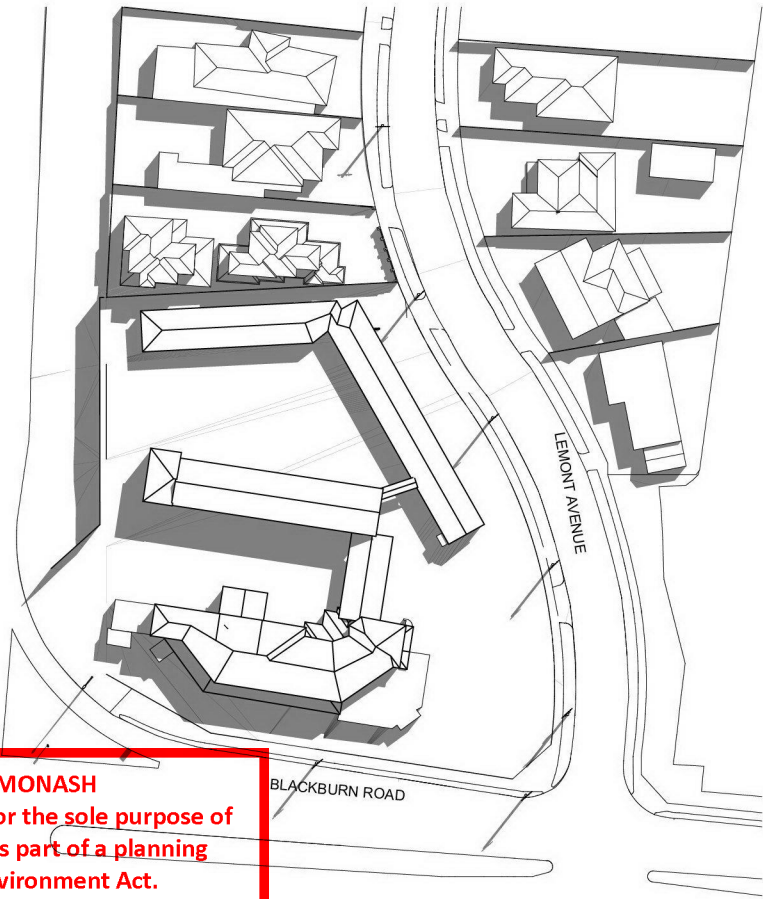 LEMONT AVENUE
MONASH
or the sole purpose of
s part of a planning
vironment Act.
BLACKBURN ROAD